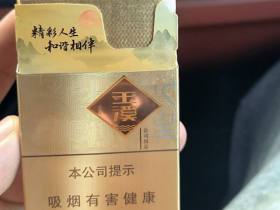 精彩人生
和谐相伴
玉溪
本公司提示
吸烟有害健康